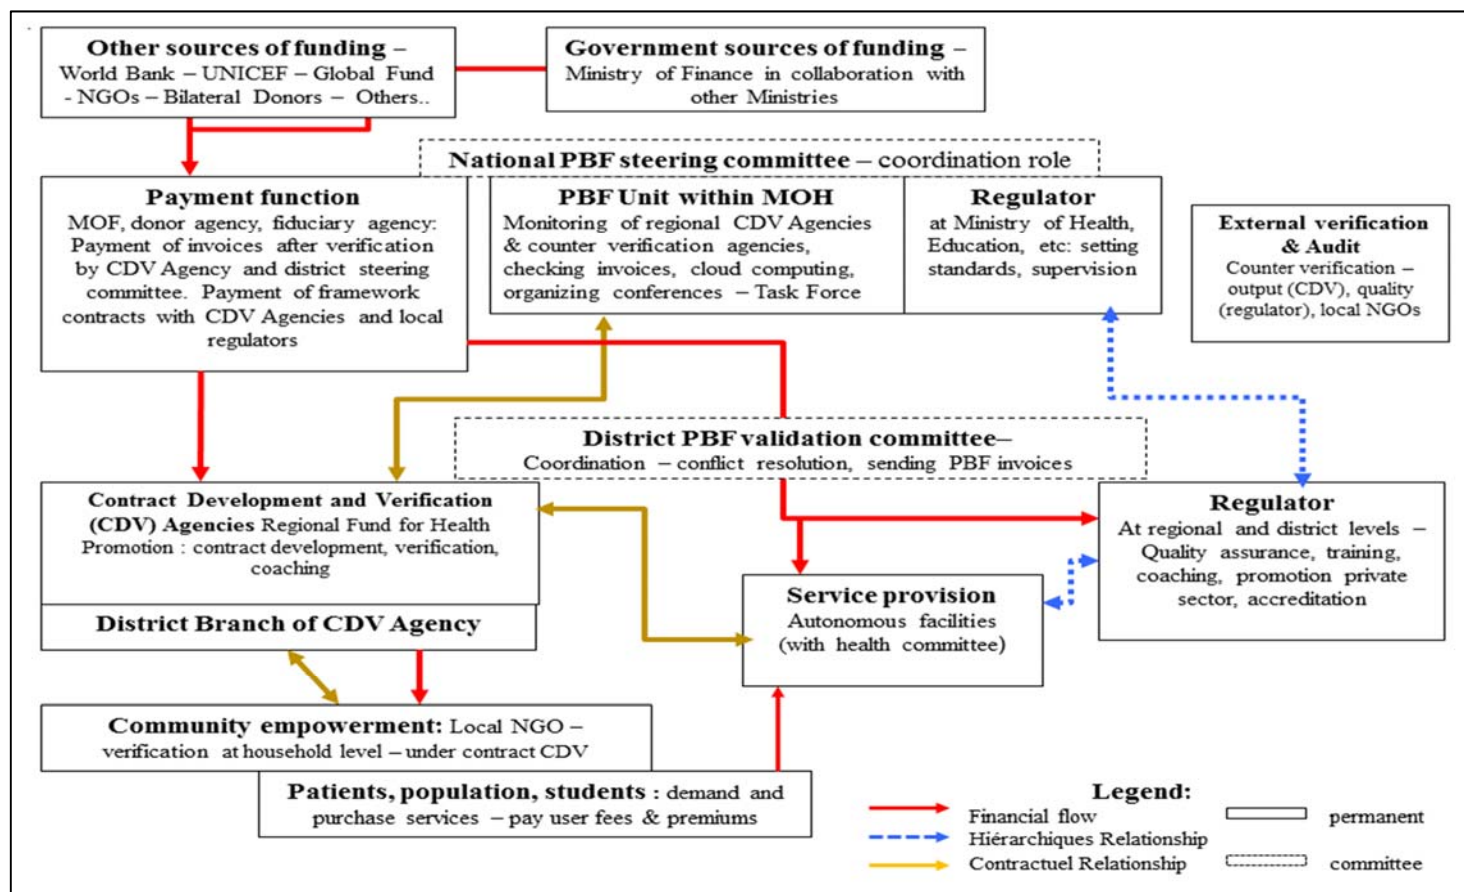 Other sources of funding –
World Bank – UNICEF – Global Fund
- NGOs – Bilateral Donors – Others..
Government sources of funding –
Ministry of Finance in collaboration with
other Ministries
National PBF steering committee – coordination role
Payment function
MOF, donor agency, fiduciary agency:
Payment of invoices after verification
by CDV Agency and district steering
committee. Payment of framework
contracts with CDV Agencies and local
regulators
PBF Unit within MOH
Monitoring of regional CDV Agencies
& counter verification agencies,
checking invoices, cloud computing,
organizing conferences – Task Force
Regulator
at Ministry of Health,
Education, etc: setting
standards, supervision
External verification
& Audit
Counter verification –
output (CDV), quality
(regulator), local NGOs
District PBF validation committee–
Coordination – conflict resolution, sending PBF invoices
Contract Development and Verification
(CDV) Agencies Regional Fund for Health
Promotion : contract development, verification,
coaching
District Branch of CDV Agency
Service provision
Autonomous facilities
(with health committee)
Regulator
At regional and district levels –
Quality assurance, training,
coaching, promotion private
sector, accreditation
Community empowerment: Local NGO –
verification at household level – under contract CDV
Patients, population, students : demand and
purchase services – pay user fees & premiums
Legend:
Financial flow
Hiérarchiques Relationship
Contractuel Relationship
permanent
committee